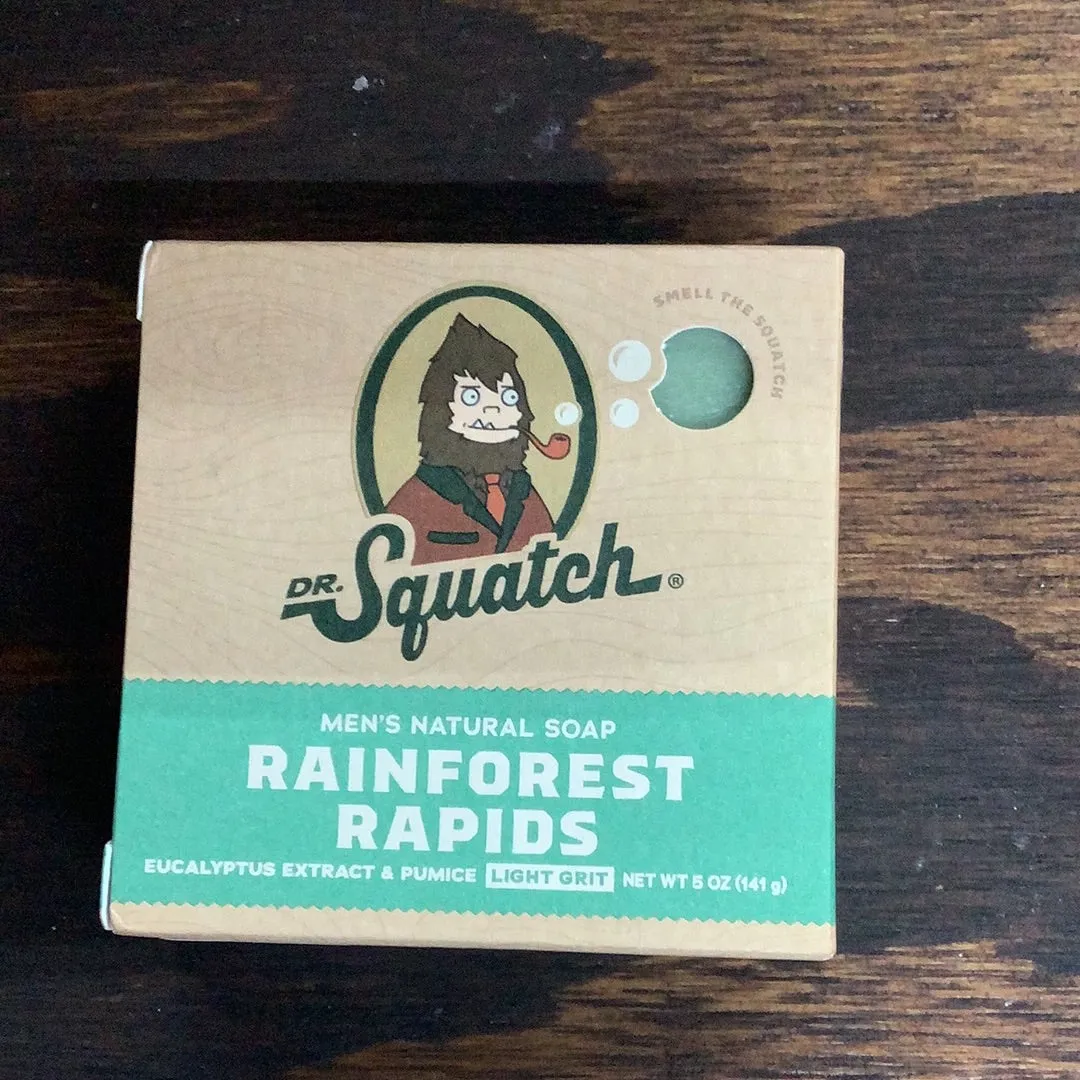 SMELL THE SQUATCH
DR. Squatch®
MEN'S NATURAL SOAP
RAINFOREST
RAPIDS
EUCALYPTUS EXTRACT & PUMICE LIGHT GRIT NET WT 5 OZ (141 g)